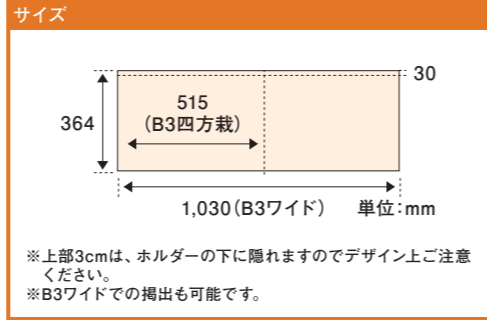 サイズ
30
515
(B3四方栽)
364
1,030(B3ワイド) 単位:mm
※上部3cmは、ホルダーの下に隠れますのでデザイン上ご注意
ください。
※B3ワイドでの掲出も可能です。